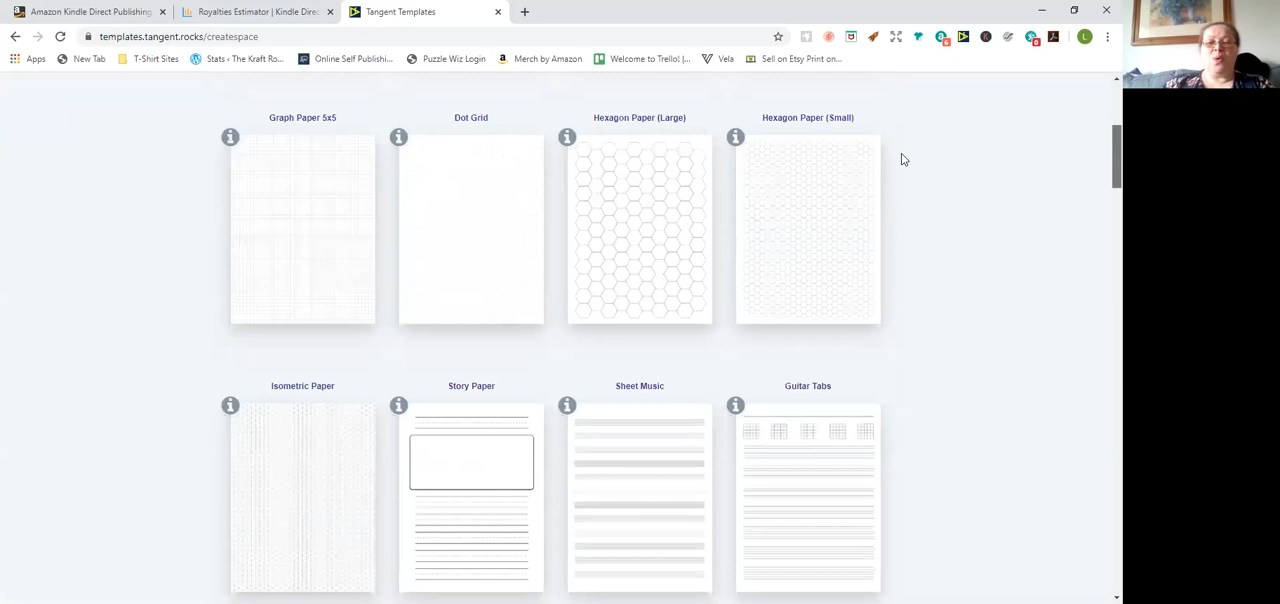 Amazon Kindle Direct Publishing
Royalties Estimator | Kindle Direc
Tangent Templates
templates.tangent.rocks/createspace
6
0
L
Apps
New Tab
T-Shirt Sites
Stats ‹ The Kraft Ro...
Online Self Publishi...
Puzzle Wiz Login
Merch by Amazon
Welcome to Trello! |...
Vela
Sell on Etsy Print on...
Graph Paper 5x5
Dot Grid
Hexagon Paper (Large)
Hexagon Paper (Small)
Isometric Paper
Story Paper
Sheet Music
Guitar Tabs